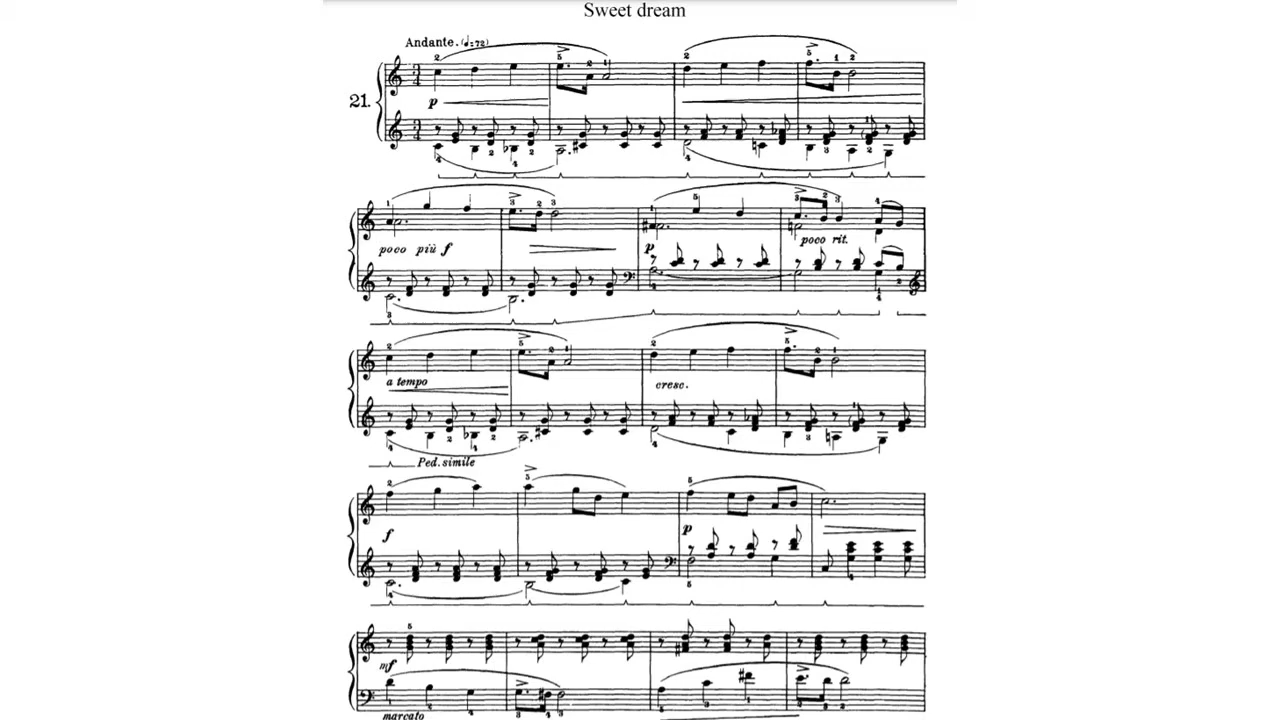 Sweet dream
Andante. (♩=72)
21.
p
poco più f
p
poco rit.
a tempo
cresc.
Ped. simile
f
p
mf
marcato